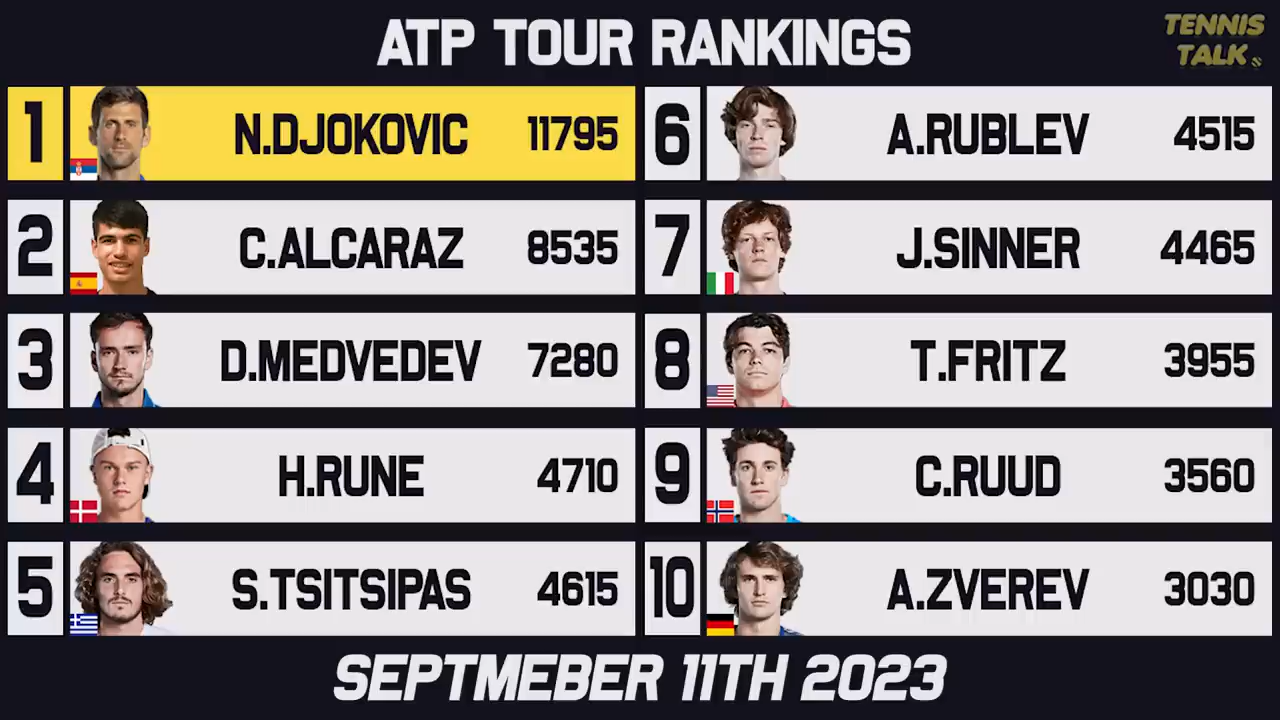 ATP TOUR RANKINGS
TENNIS
TALK
1 N.DJOKOVIC 11795
2 C.ALCARAZ 8535
3 D.MEDVEDEV 7280
4 H.RUNE 4710
5 S.TSITSIPAS 4615
6 A.RUBLEV 4515
7 J.SINNER 4465
8 T.FRITZ 3955
9 C.RUUD 3560
10 A.ZVEREV 3030
SEPTMEBER 11TH 2023